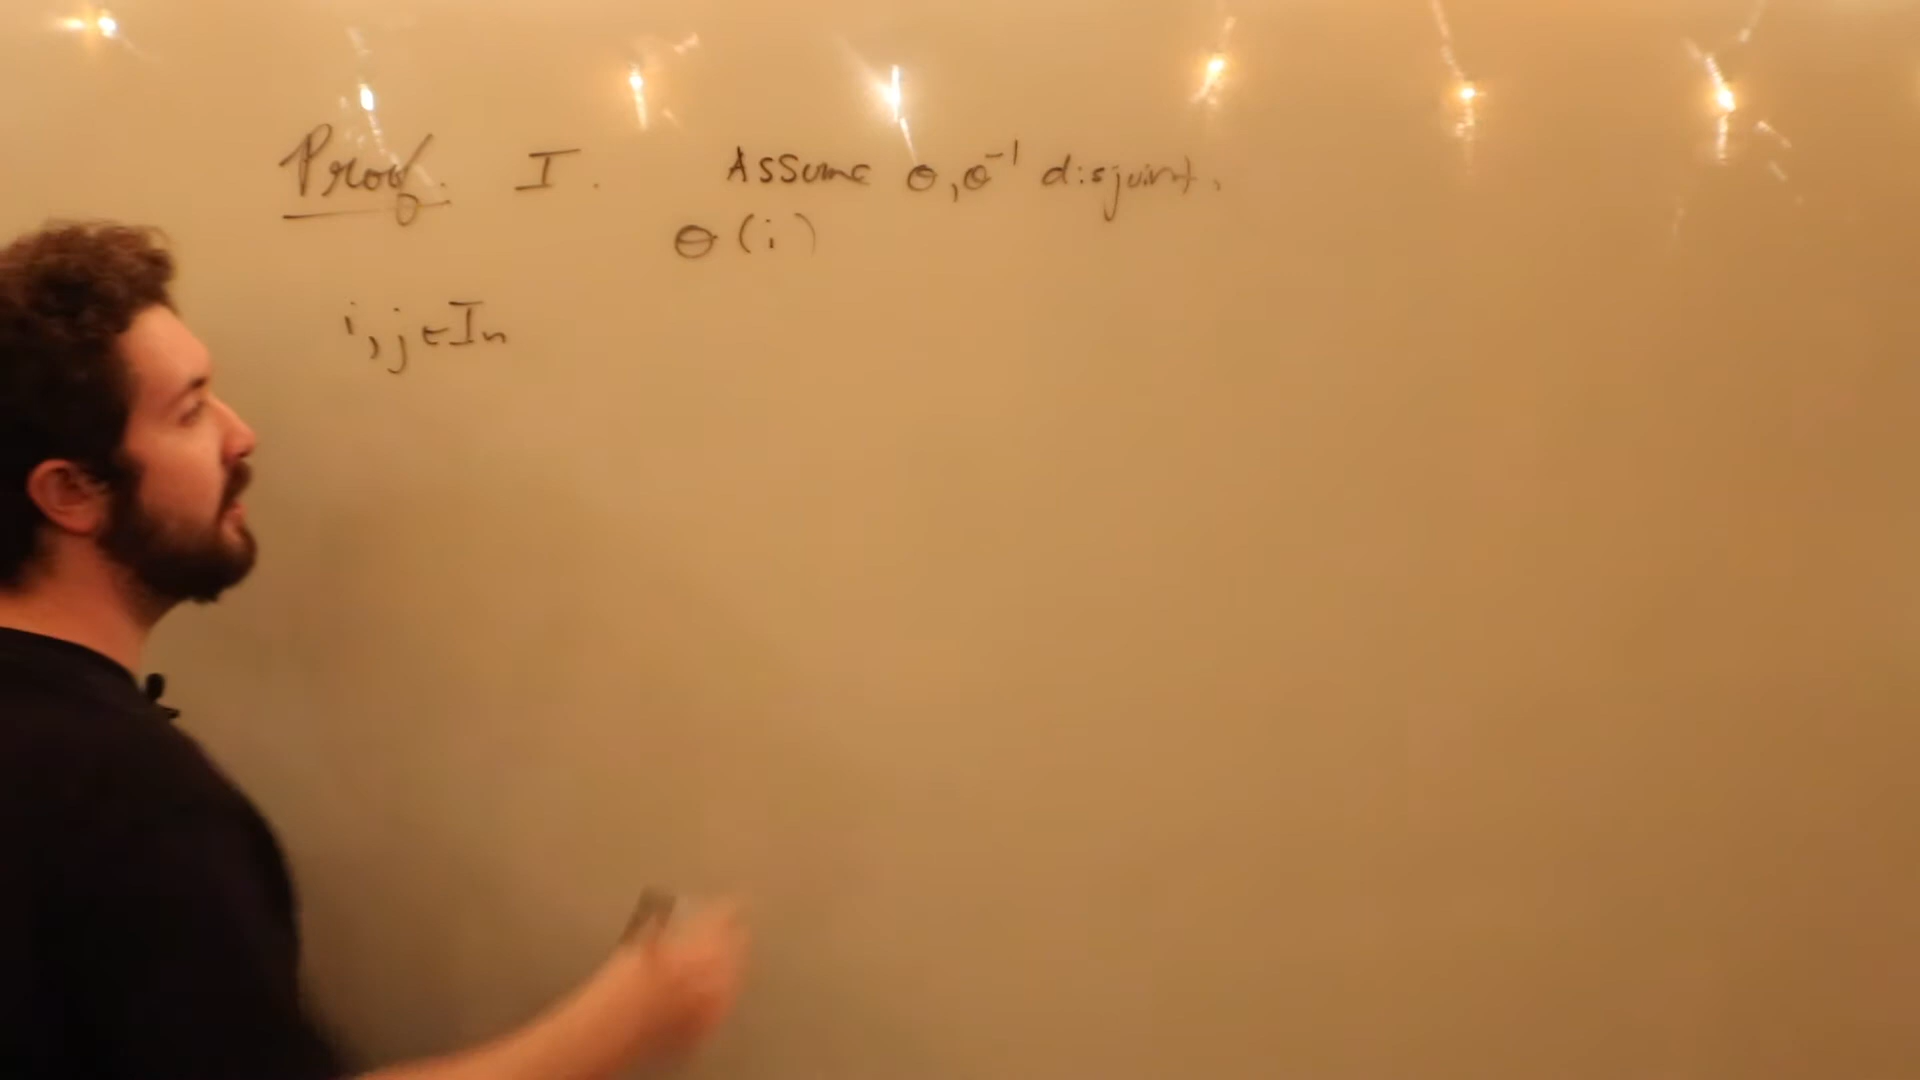 Proof. I. Assume θ, θ⁻¹ disjoint.
θ(i)
i, j ∈ In